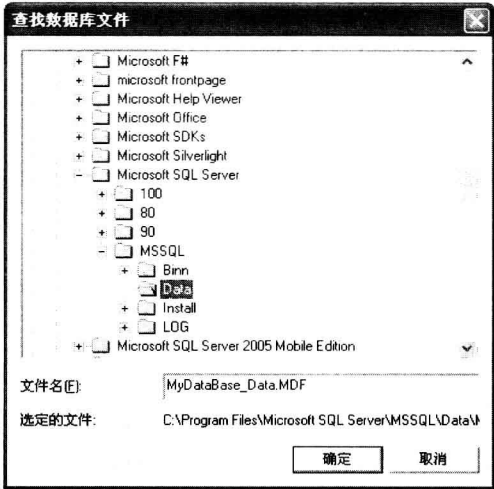 查找数据库文件
Microsoft F#
microsoft frontpage
Microsoft Help Viewer
Microsoft Office
Microsoft SDKs
Microsoft Silverlight
Microsoft SQL Server
100
80
90
MSSQL
Binn
Data
Install
LOG
Microsoft SQL Server 2005 Mobile Edition
文件名(F): MyDataBase_Data.MDF
选定的文件: C:\Program Files\Microsoft SQL Server\MSSQL\Data\M
确定 取消